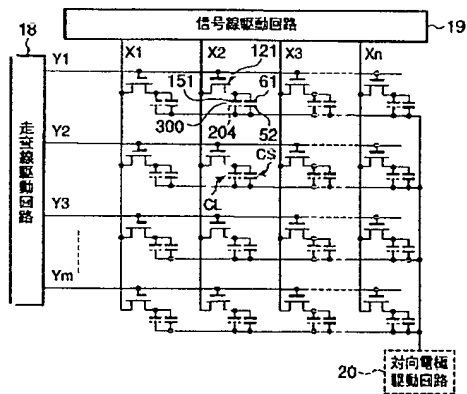 18
信号線駆動回路
19
走査線駆動回路
X1
X2
121
X3
Xn
Y1
151
61
300
204
52
Y2
CS
CL
Y3
Ym
20
対向電極
駆動回路